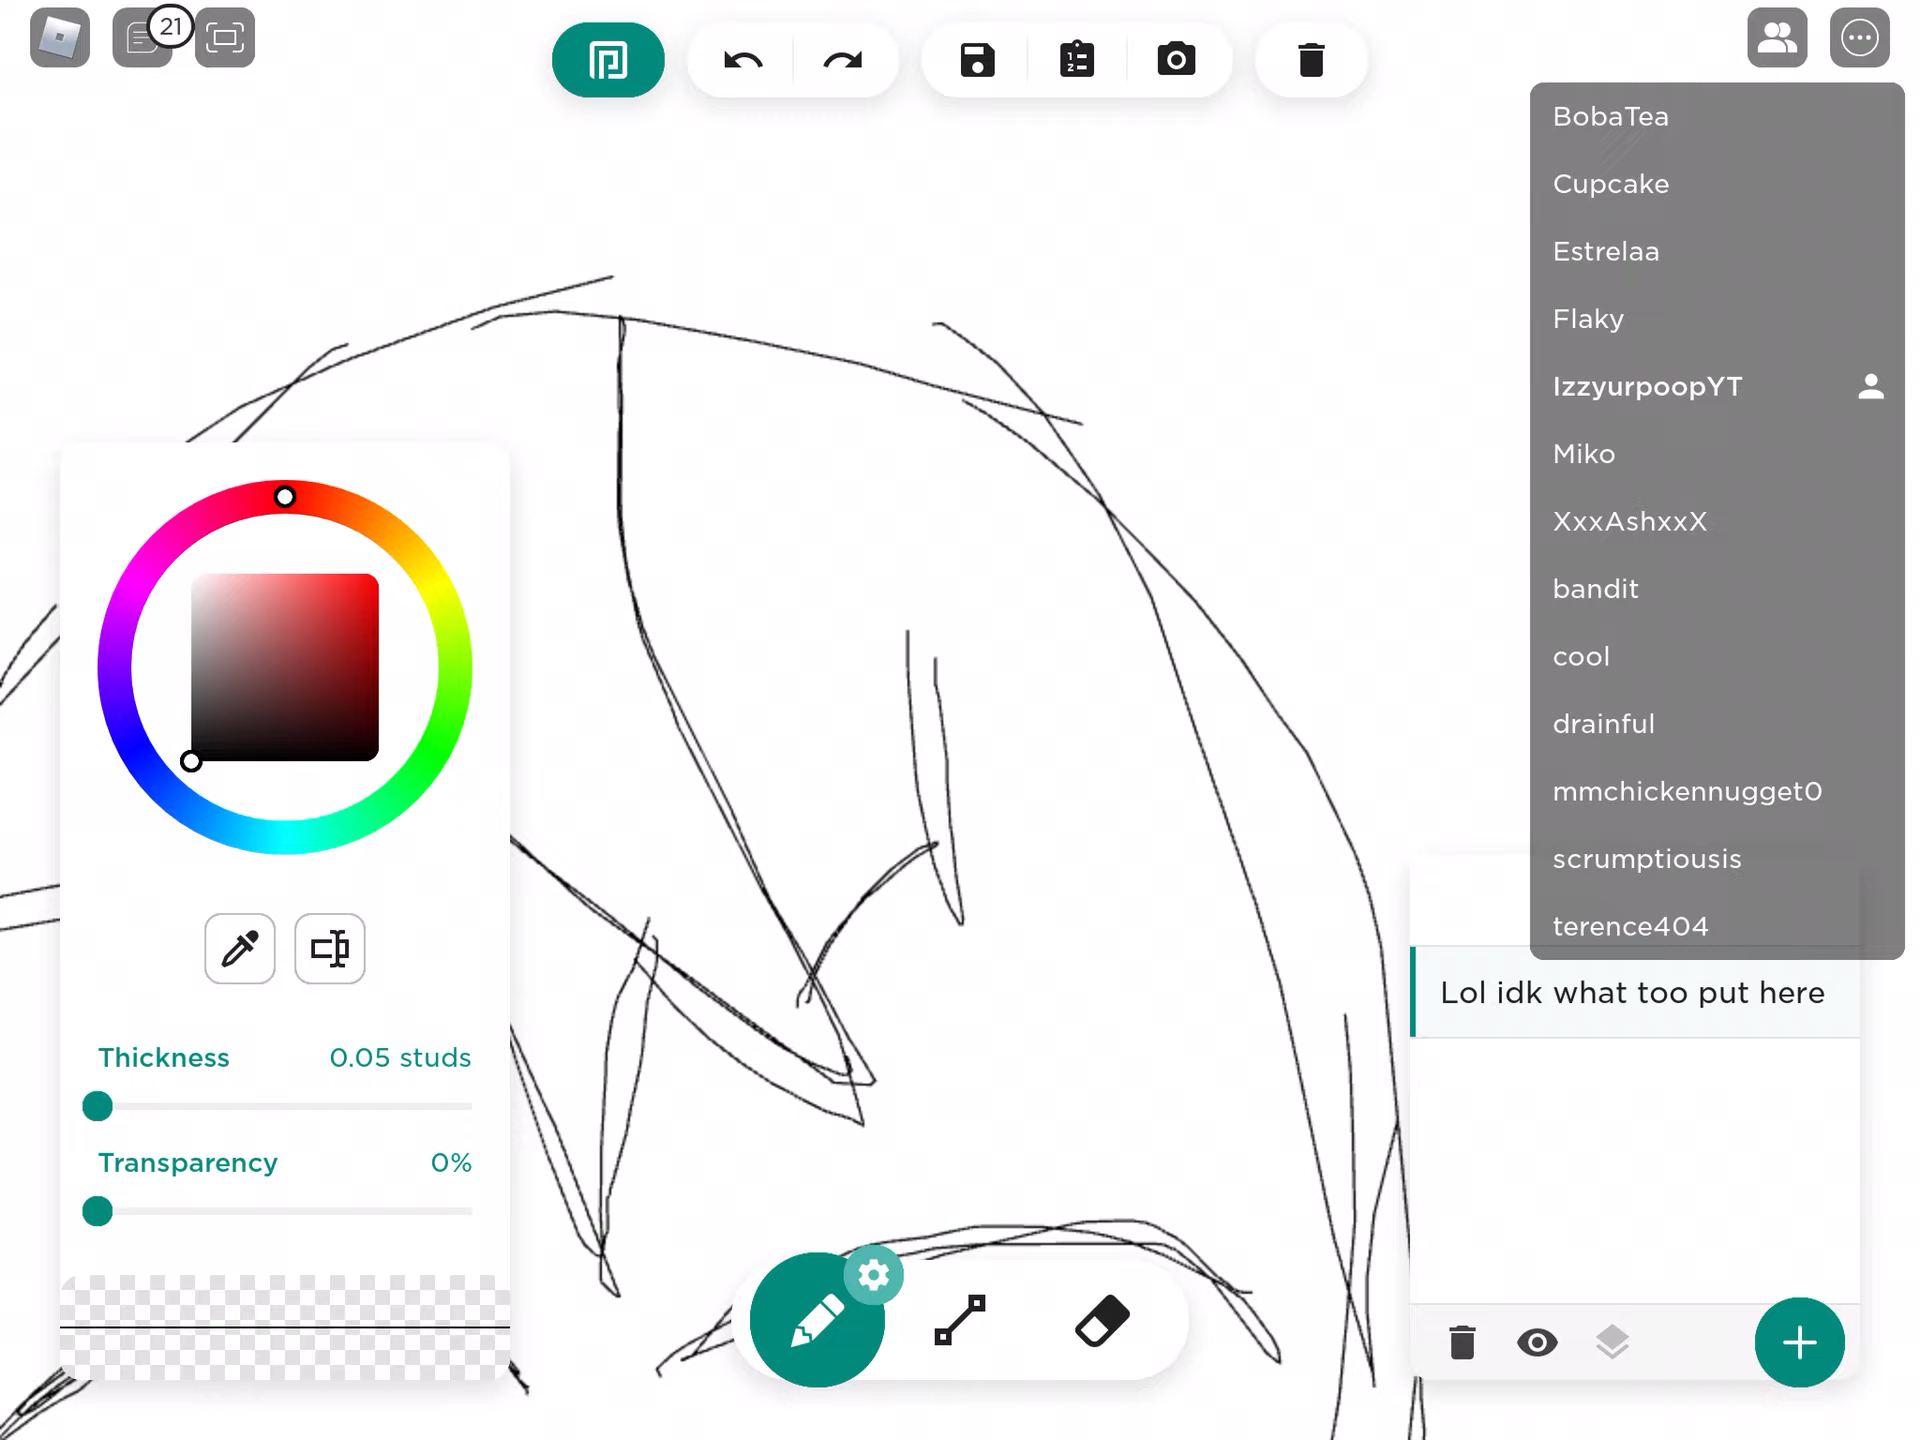 21
BobaTea
Cupcake
Estrelaa
Flaky
IzzyurpoopYT
Miko
XxxAshxxX
bandit
cool
drainful
mmchickennugget0
scrumptiousis
terence404
Lol idk what too put here
Thickness 0.05 studs
Transparency 0%